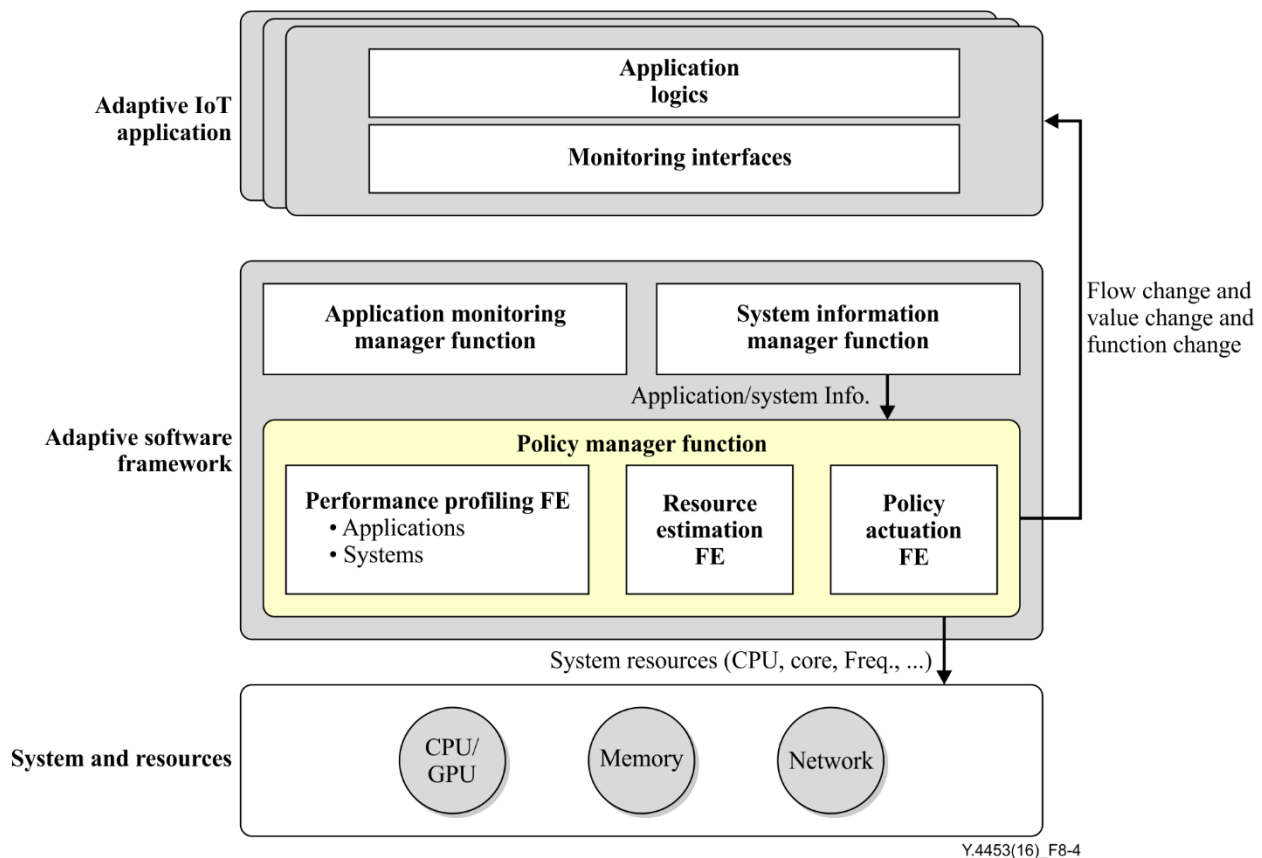 Application
logics
Adaptive IoT
application
Monitoring interfaces
Application monitoring
manager function
System information
manager function
Flow change and
value change and
function change
Application/system Info.
Adaptive software
framework
Policy manager function
Performance profiling FE
• Applications
• Systems
Resource
estimation
FE
Policy
actuation
FE
System resources (CPU, core, Freq., ...)
System and resources
CPU/
GPU
Memory
Network
Y.4453(16)_F8-4